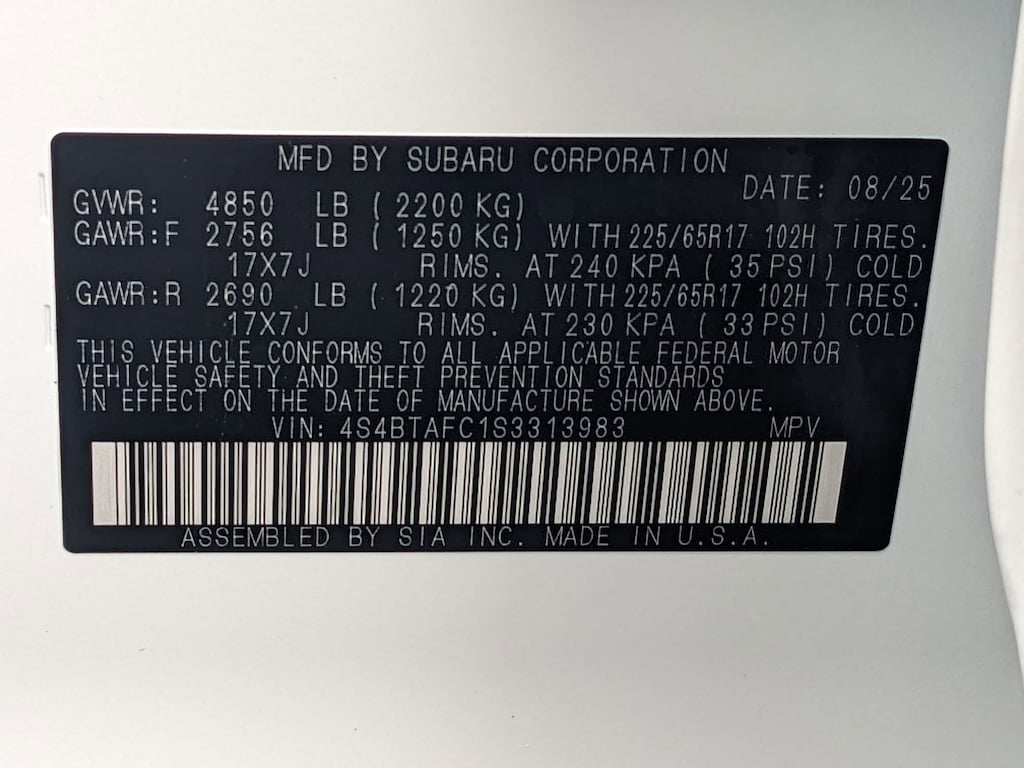 MFD BY SUBARU CORPORATION
DATE: 08/25
GVWR: 4850 LB ( 2200 KG)
GAWR:F 2756 LB ( 1250 KG) WITH 225/65R17 102H TIRES.
17X7J RIMS. AT 240 KPA ( 35 PSI) COLD
GAWR:R 2690 LB ( 1220 KG) WITH 225/65R17 102H TIRES.
17X7J RIMS. AT 230 KPA ( 33 PSI) COLD
THIS VEHICLE CONFORMS TO ALL APPLICABLE FEDERAL MOTOR
VEHICLE SAFETY AND THEFT PREVENTION STANDARDS
IN EFFECT ON THE DATE OF MANUFACTURE SHOWN ABOVE.
VIN: 4S4BTAFC1S3313983 MPV
ASSEMBLED BY SIA INC. MADE IN U.S.A.